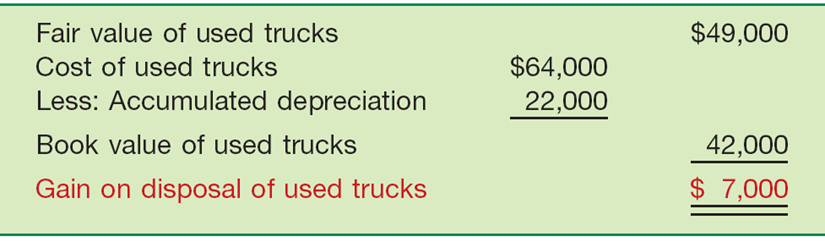 Fair value of used trucks $49,000
Cost of used trucks $64,000
Less: Accumulated depreciation 22,000
Book value of used trucks 42,000
Gain on disposal of used trucks $ 7,000